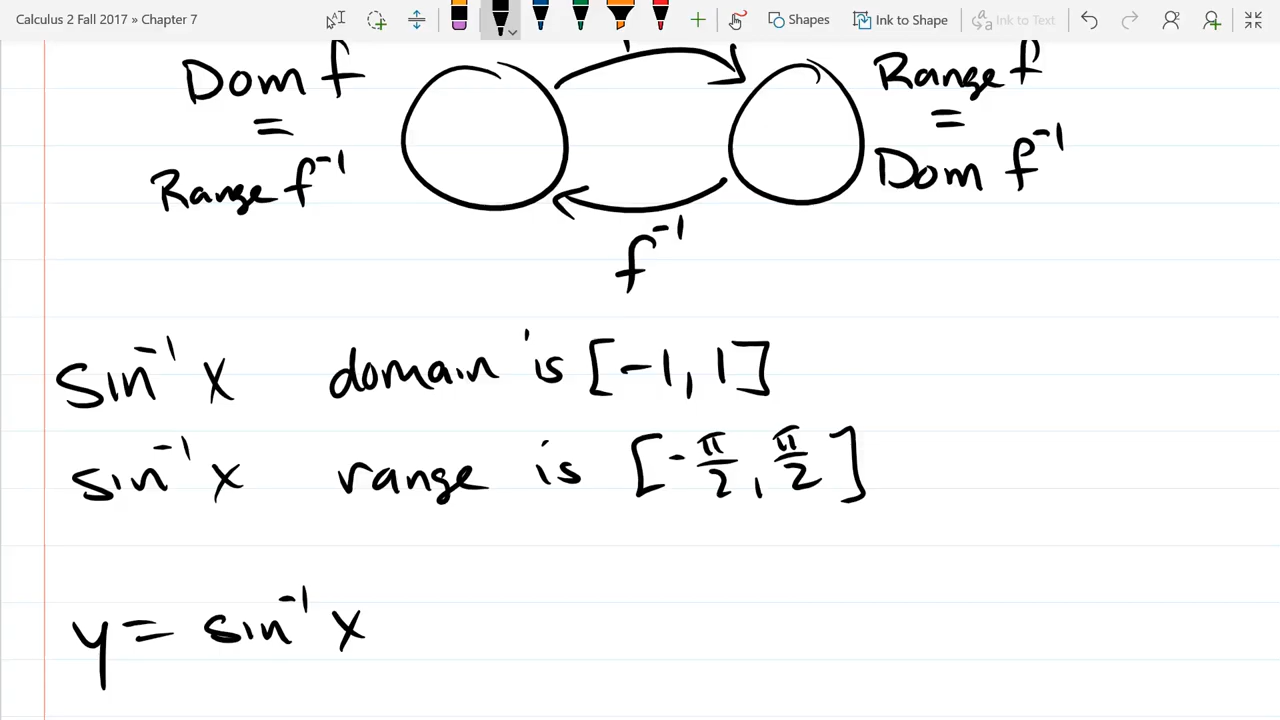 Calculus 2 Fall 2017 » Chapter 7
Shapes
Ink to Space
Ink to Text
Dom f
=
Range f⁻¹
Range f
=
Dom f⁻¹
f⁻¹
sin⁻¹ x domain is [-1, 1]
sin⁻¹ x range is [-π/2, π/2]
y = sin⁻¹ x